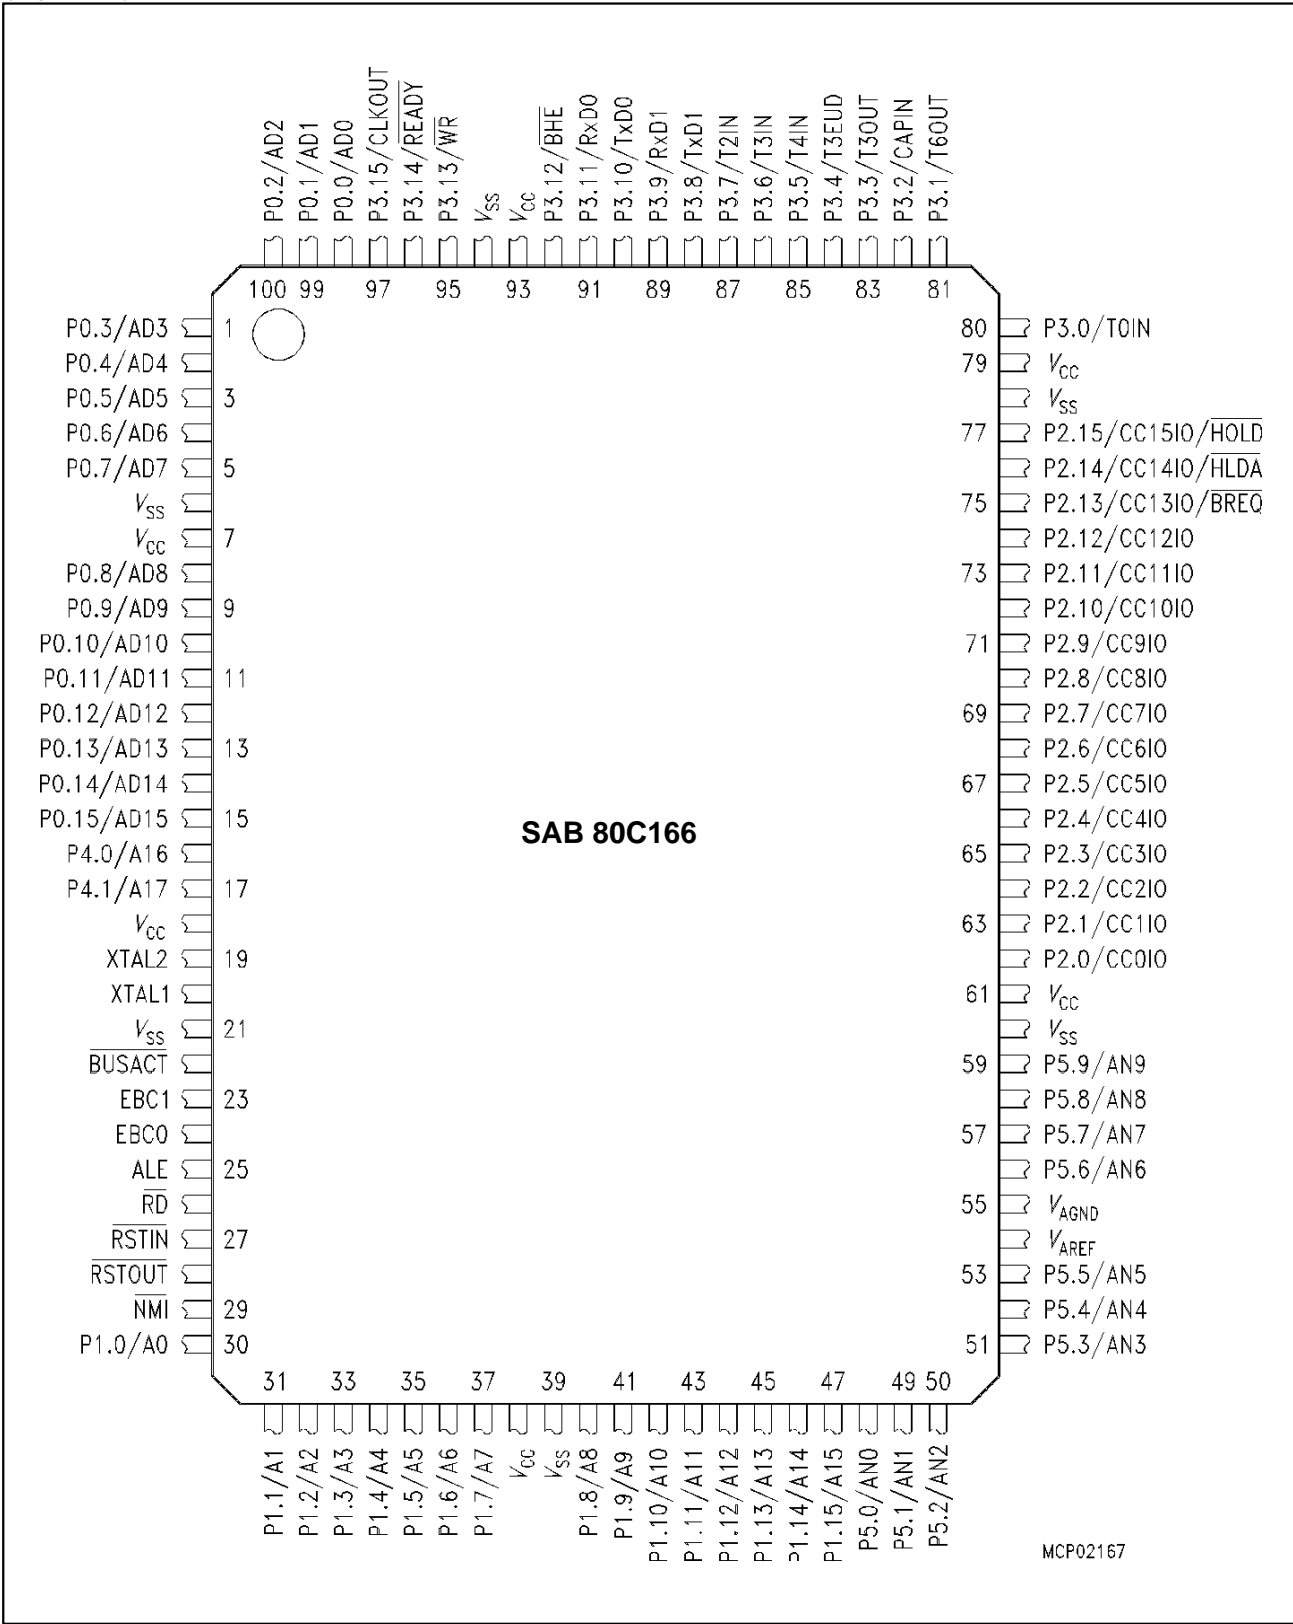 P0.2/AD2
P0.1/AD1
P0.0/AD0
P3.15/CLKOUT
P3.14/READY
P3.13/WR
VSS
VCC
P3.12/BHE
P3.11/RxD0
P3.10/TxD0
P3.9/RxD1
P3.8/TxD1
P3.7/T2IN
P3.6/T3IN
P3.5/T4IN
P3.4/T3EUD
P3.3/T3OUT
P3.2/CAPIN
P3.1/T6OUT
100 99 97 95 93 91 89 87 85 83 81
P0.3/AD3 1
P0.4/AD4
P0.5/AD5 3
P0.6/AD6
P0.7/AD7 5
VSS
VCC 7
P0.8/AD8
P0.9/AD9 9
P0.10/AD10
P0.11/AD11 11
P0.12/AD12
P0.13/AD13 13
P0.14/AD14
P0.15/AD15 15
P4.0/A16
P4.1/A17 17
VCC
XTAL2 19
XTAL1
VSS 21
BUSACT
EBC1 23
EBC0
ALE 25
RD
RSTIN 27
RSTOUT
NMI 29
P1.0/A0 30
SAB 80C166
80 P3.0/T0IN
79 VCC
VSS
77 P2.15/CC15IO/HOLD
P2.14/CC14IO/HLDA
75 P2.13/CC13IO/BREQ
P2.12/CC12IO
73 P2.11/CC11IO
P2.10/CC10IO
71 P2.9/CC9IO
P2.8/CC8IO
69 P2.7/CC7IO
P2.6/CC6IO
67 P2.5/CC5IO
P2.4/CC4IO
65 P2.3/CC3IO
P2.2/CC2IO
63 P2.1/CC1IO
P2.0/CC0IO
61 VCC
VSS
59 P5.9/AN9
P5.8/AN8
57 P5.7/AN7
P5.6/AN6
55 VAGND
VAREF
53 P5.5/AN5
P5.4/AN4
51 P5.3/AN3
31 33 35 37 39 41 43 45 47 49 50
P1.1/A1
P1.2/A2
P1.3/A3
P1.4/A4
P1.5/A5
P1.6/A6
P1.7/A7
VCC
VSS
P1.8/A8
P1.9/A9
P1.10/A10
P1.11/A11
P1.12/A12
P1.13/A13
P1.14/A14
P1.15/A15
P5.0/AN0
P5.1/AN1
P5.2/AN2
MCP02167